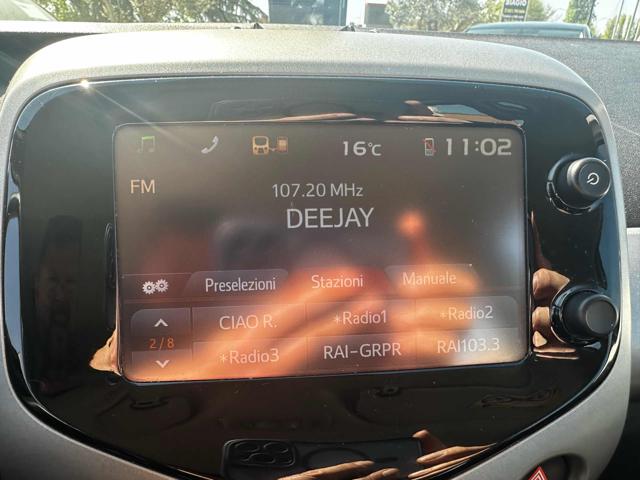 BIAGIO
16°C 11:02
FM
107.20 MHz
DEEJAY
Preselezioni Stazioni Manuale
CIAO R. *Radio1 *Radio2
2/8
*Radio3 RAI-GRPR RAI103.3